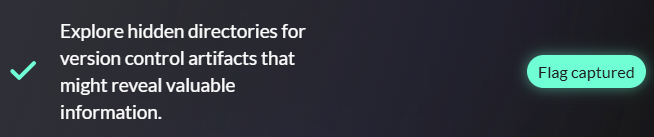 Explore hidden directories for
version control artifacts that
might reveal valuable
information.
Flag captured